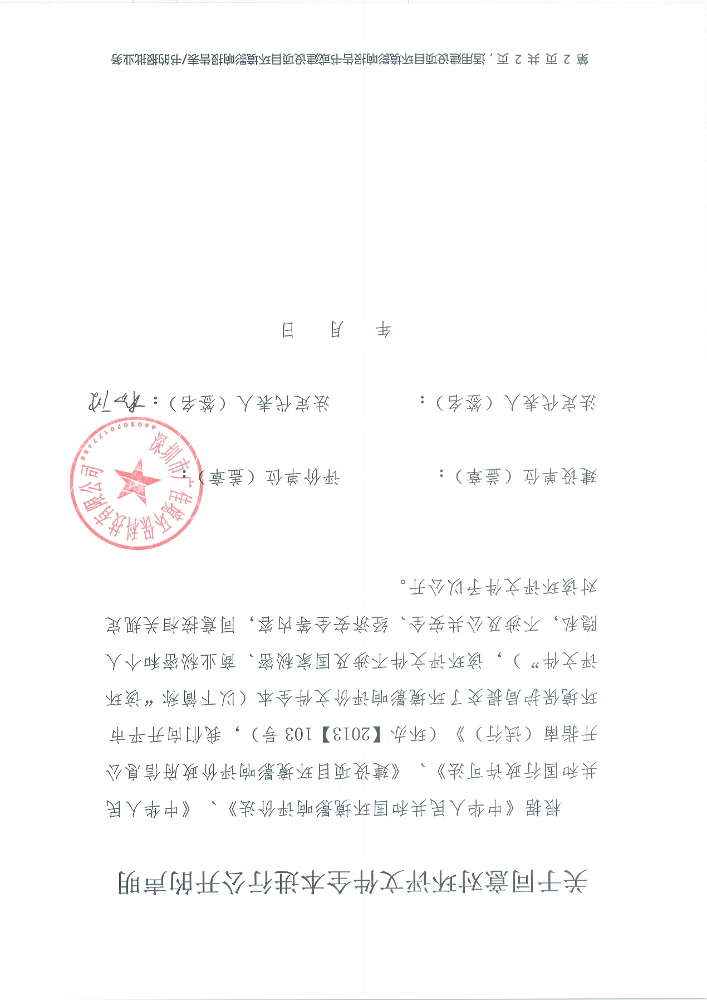 关于同意对环评文件全本进行公开的声明
根据《中华人民共和国环境影响评价法》、《中华人民
共和国行政许可法》、《建设项目环境影响评价政府信息公
开指南（试行）》（环办【2013】103号），我们向开平市
环境保护局提交了环境影响评价文件全本（以下简称“该环
评文件”），该环评文件不涉及国家秘密、商业秘密和个人
隐私，不涉及公共安全、经济安全等内容，同意按相关规定
对该环评文件予以公开。
建设单位（盖章）： 评价单位（盖章）：
深圳市广佳境环保科技有限公司
4403070177496
法定代表人（签名）： 法定代表人（签名）：
年 月 日
第 2 页 共 2 页，适用建设项目环境影响报告书或建设项目环境影响报告表/书的报批业务